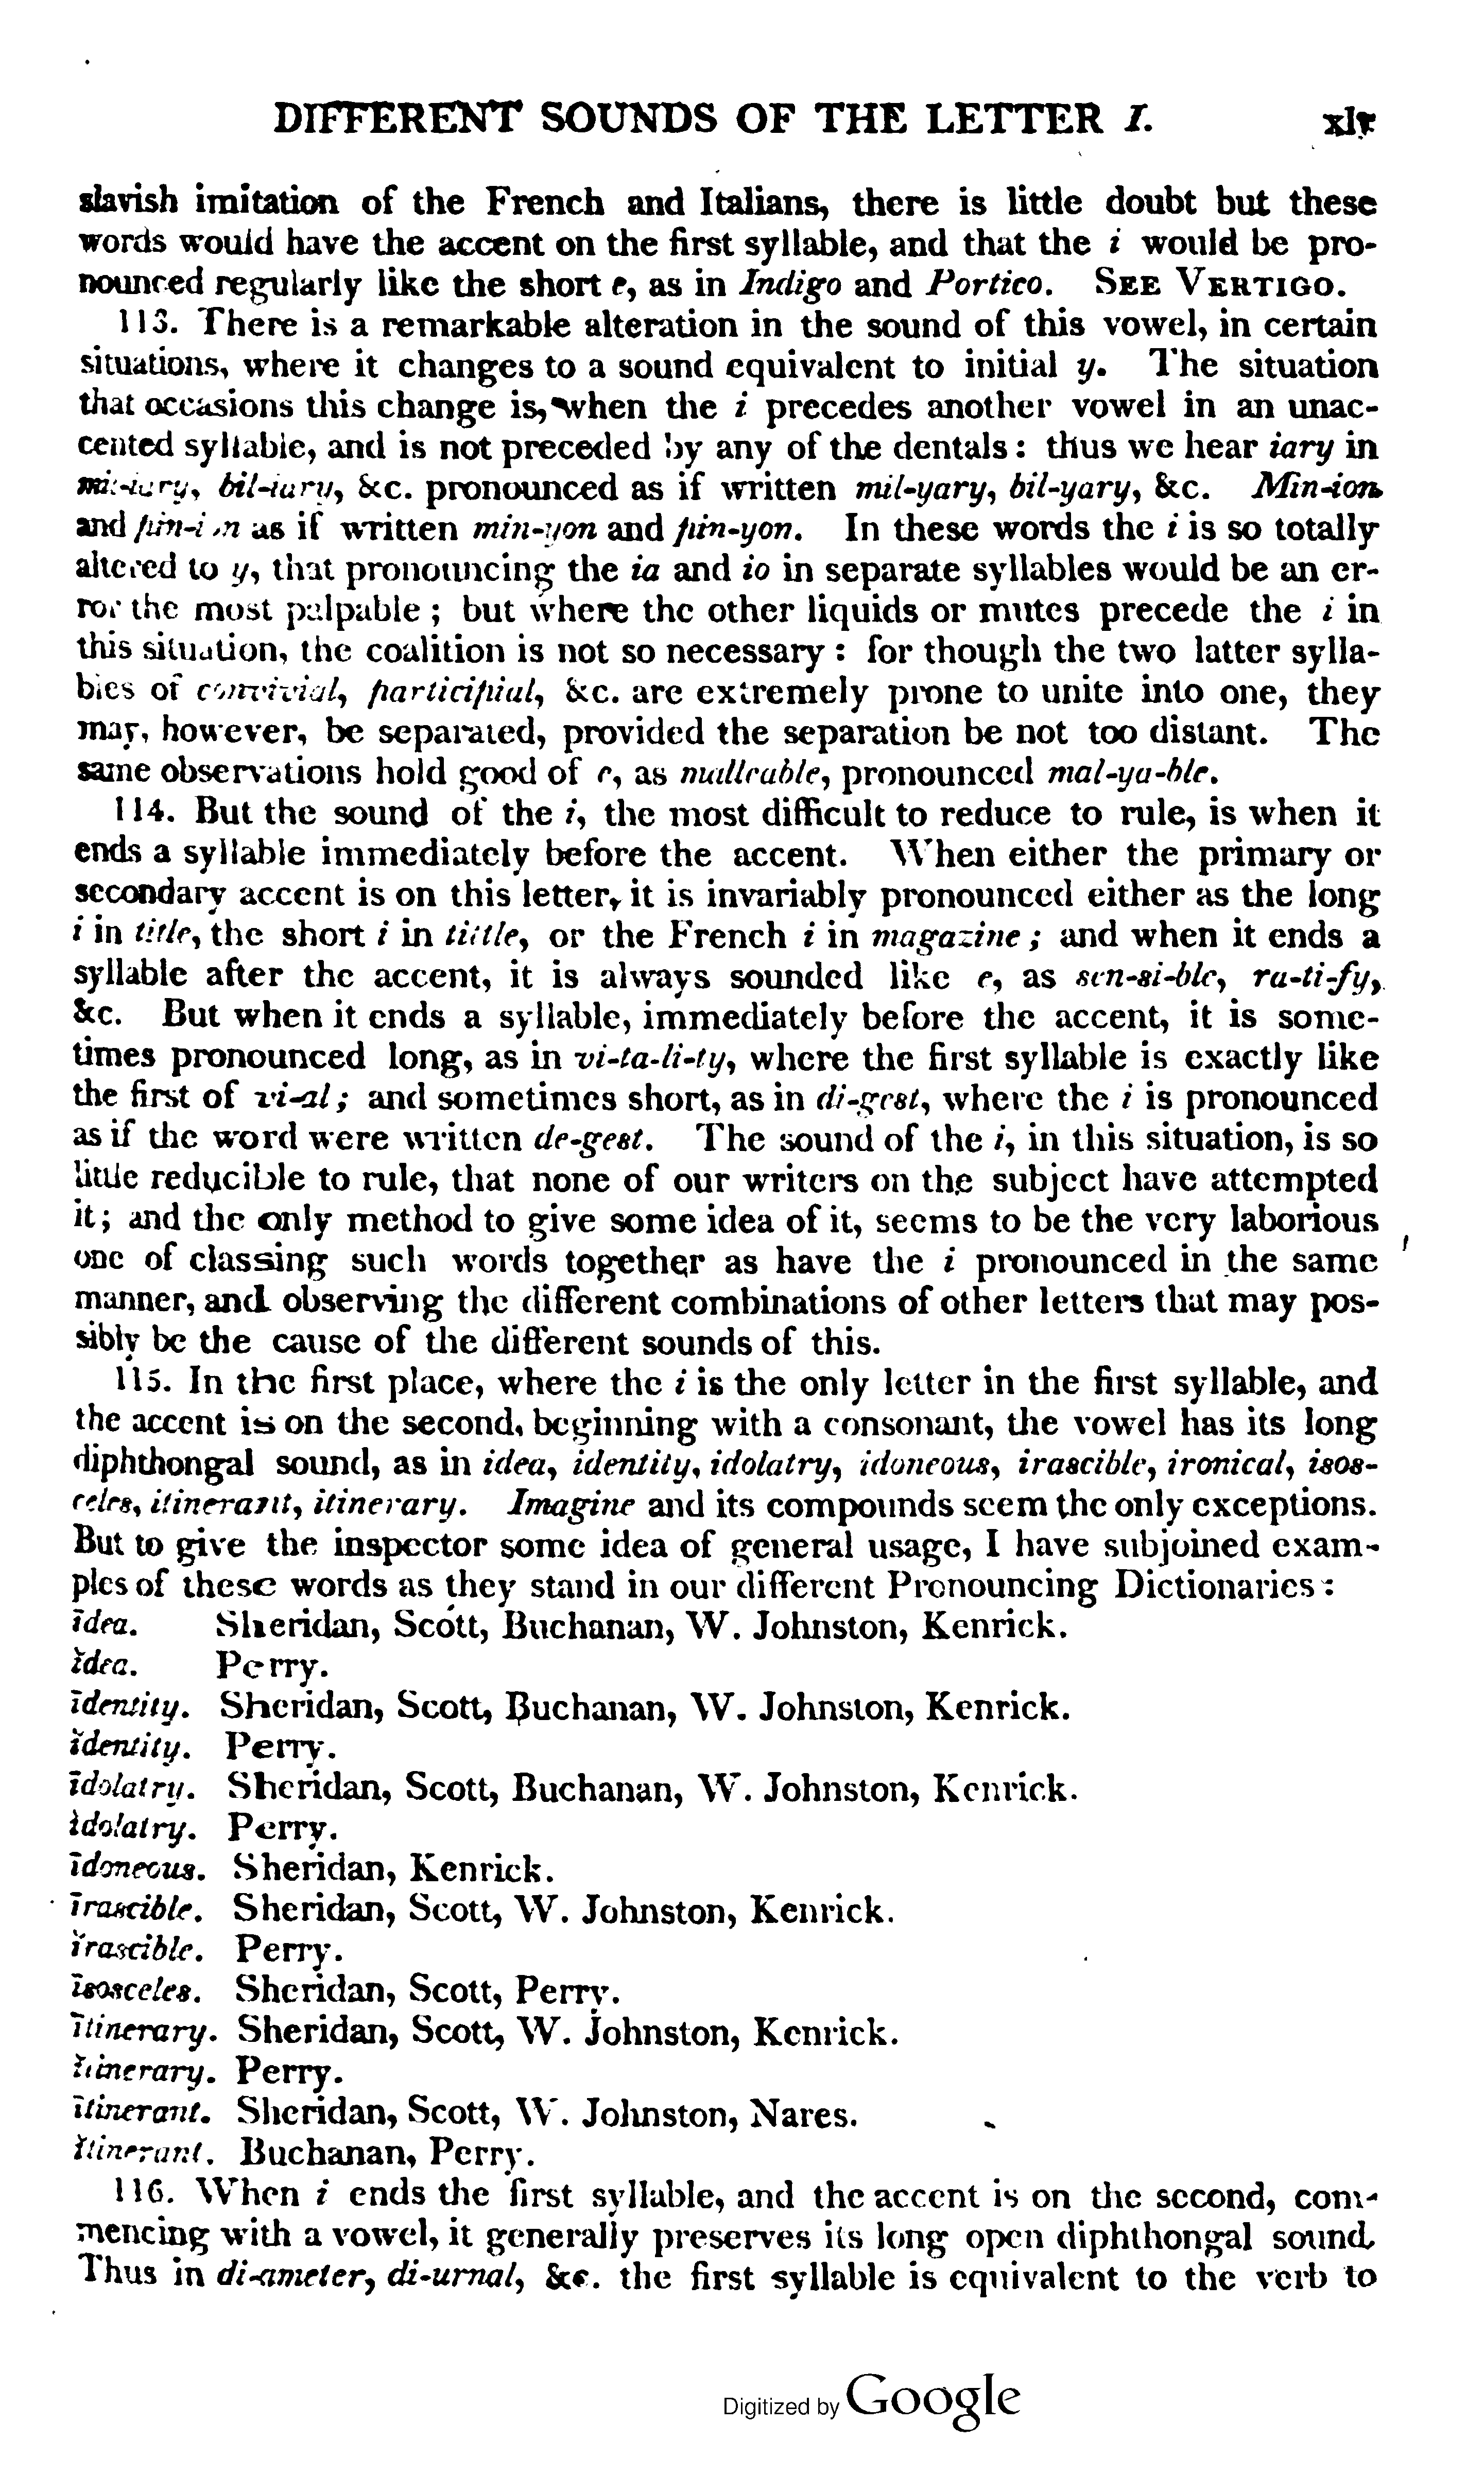 DIFFERENT SOUNDS OF THE LETTER I. xlv
slavish imitation of the French and Italians, there is little doubt but these
words would have the accent on the first syllable, and that the i would be pro-
nounced regularly like the short e, as in Indigo and Portico. SEE VERTIGO.
113. There is a remarkable alteration in the sound of this vowel, in certain
situations, where it changes to a sound equivalent to initial y. The situation
that occasions this change is, when the i precedes another vowel in an unac-
cented syllable, and is not preceded by any of the dentals: thus we hear iary in
mil-iary, bil-iary, &c. pronounced as if written mil-yary, bil-yary, &c. Min-ion
and pin-ion as if written min-yon and pin-yon. In these words the i is so totally
altered to y, that pronouncing the ia and io in separate syllables would be an er-
ror the most palpable; but where the other liquids or mutes precede the i in
this situation, the coalition is not so necessary: for though the two latter sylla-
bles of convivial, participial, &c. are extremely prone to unite into one, they
may, however, be separated, provided the separation be not too distant. The
same observations hold good of e, as malleable, pronounced mal-ya-ble.
114. But the sound of the i, the most difficult to reduce to rule, is when it
ends a syllable immediately before the accent. When either the primary or
secondary accent is on this letter, it is invariably pronounced either as the long
i in title, the short i in tittle, or the French i in magazine; and when it ends a
syllable after the accent, it is always sounded like e, as sen-si-ble, ra-ti-fy,
&c. But when it ends a syllable, immediately before the accent, it is some-
times pronounced long, as in vi-ta-li-ty, where the first syllable is exactly like
the first of vi-al; and sometimes short, as in di-gest, where the i is pronounced
as if the word were written de-gest. The sound of the i, in this situation, is so
little reducible to rule, that none of our writers on the subject have attempted
it; and the only method to give some idea of it, seems to be the very laborious
one of classing such words together as have the i pronounced in the same
manner, and observing the different combinations of other letters that may pos-
sibly be the cause of the different sounds of this.
115. In the first place, where the i is the only letter in the first syllable, and
the accent is on the second, beginning with a consonant, the vowel has its long
diphthongal sound, as in idea, identity, idolatry, idoneous, irascible, ironical, isos-
celes, itinerant, itinerary. Imagine and its compounds seem the only exceptions.
But to give the inspector some idea of general usage, I have subjoined exam-
ples of these words as they stand in our different Pronouncing Dictionaries:
īdea. Sheridan, Scott, Buchanan, W. Johnston, Kenrick.
ĭdea. Perry.
īdentity. Sheridan, Scott, Buchanan, W. Johnston, Kenrick.
ĭdentity. Perry.
īdolatry. Sheridan, Scott, Buchanan, W. Johnston, Kenrick.
ĭdolatry. Perry.
īdoneous. Sheridan, Kenrick.
īrascible. Sheridan, Scott, W. Johnston, Kenrick.
ĭrascible. Perry.
īsosceles. Sheridan, Scott, Perry.
ītinerary. Sheridan, Scott, W. Johnston, Kenrick.
ĭtinerary. Perry.
ītinerant. Sheridan, Scott, W. Johnston, Nares.
ĭtinerant. Buchanan, Perry.
116. When i ends the first syllable, and the accent is on the second, com-
mencing with a vowel, it generally preserves its long open diphthongal sound.
Thus in di-ameter, di-urnal, &c. the first syllable is equivalent to the verb to
Digitized by Google